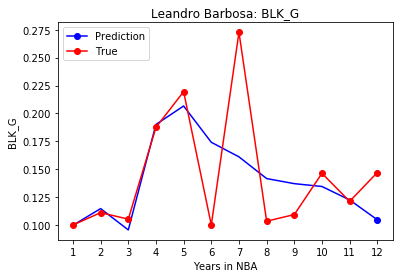 Leandro Barbosa: BLK_G
Prediction
True
BLK_G
0.275
0.250
0.225
0.200
0.175
0.150
0.125
0.100
1 2 3 4 5 6 7 8 9 10 11 12
Years in NBA